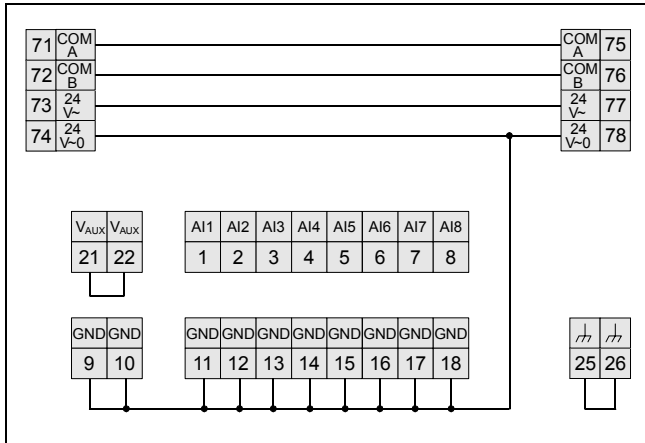 71 COM A COM A 75
72 COM B COM B 76
73 24 V~ 24 V~ 77
74 24 V~0 24 V~0 78
VAUX VAUX AI1 AI2 AI3 AI4 AI5 AI6 AI7 AI8
21 22 1 2 3 4 5 6 7 8
GND GND GND GND GND GND GND GND GND GND
9 10 11 12 13 14 15 16 17 18 25 26